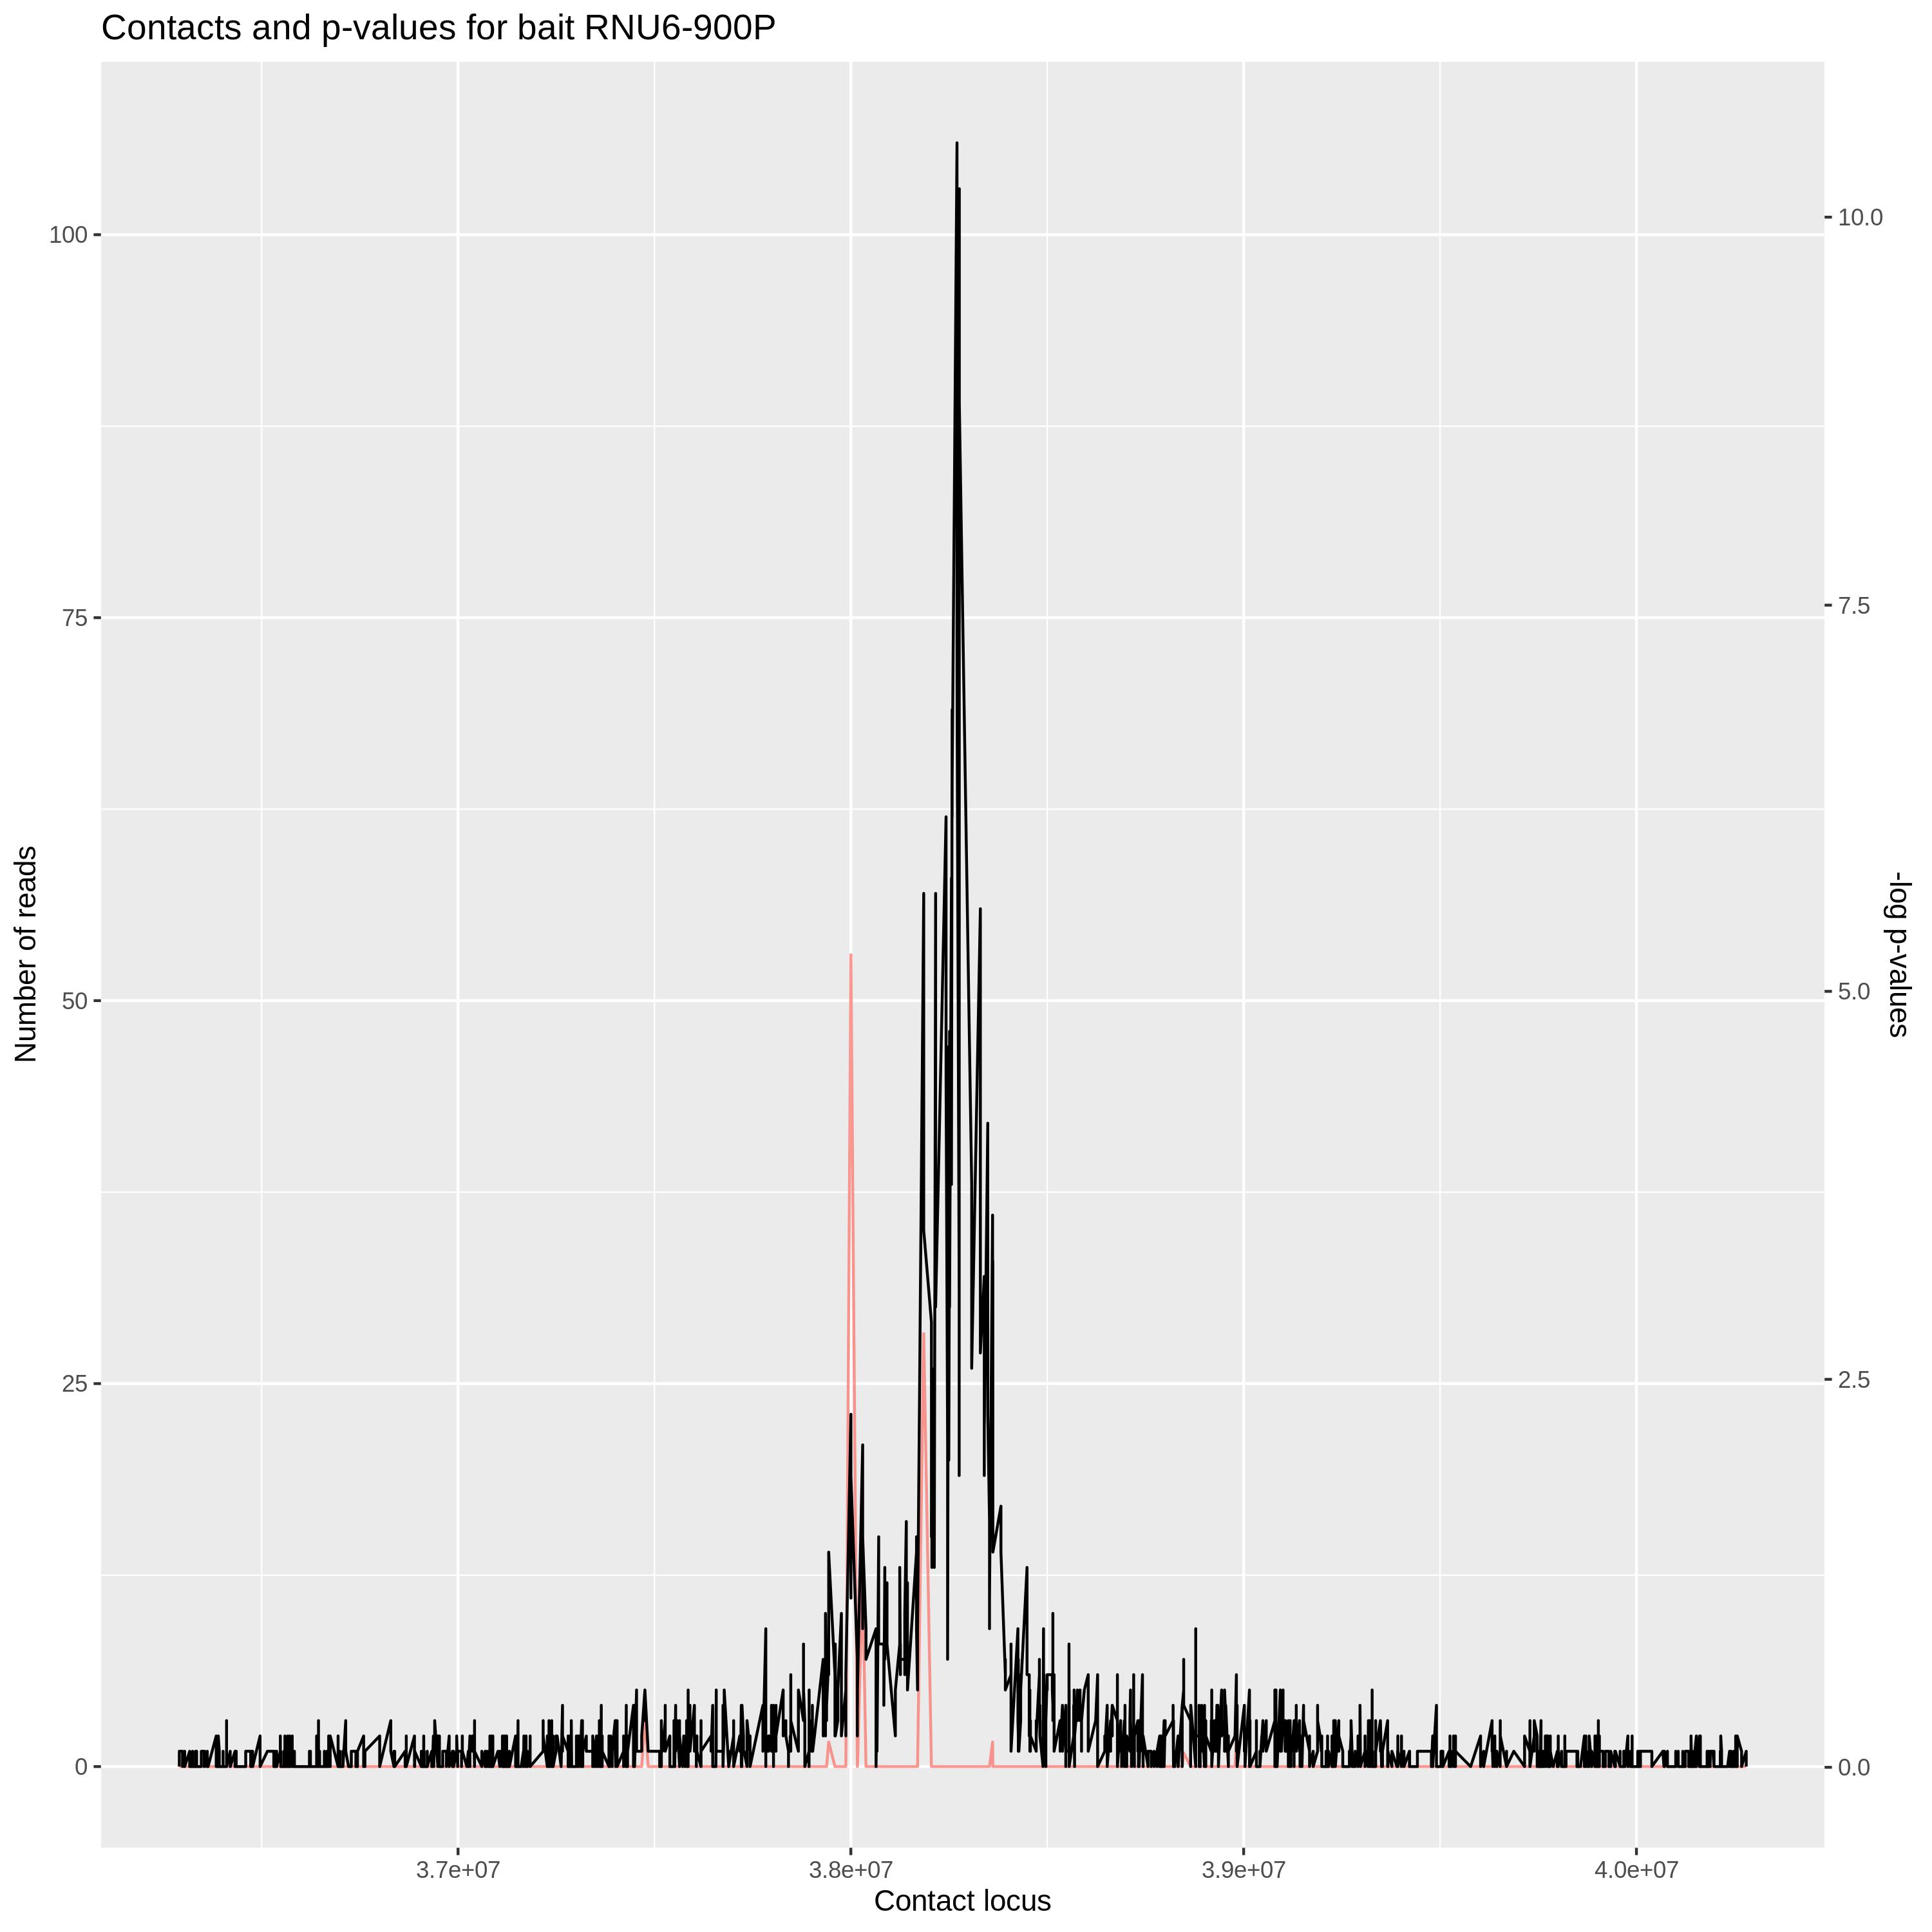 Contacts and p-values for bait RNU6-900P
100
75
50
25
0
Number of reads
10.0
7.5
5.0
2.5
0.0
-log p-values
3.7e+07
3.8e+07
3.9e+07
4.0e+07
Contact locus